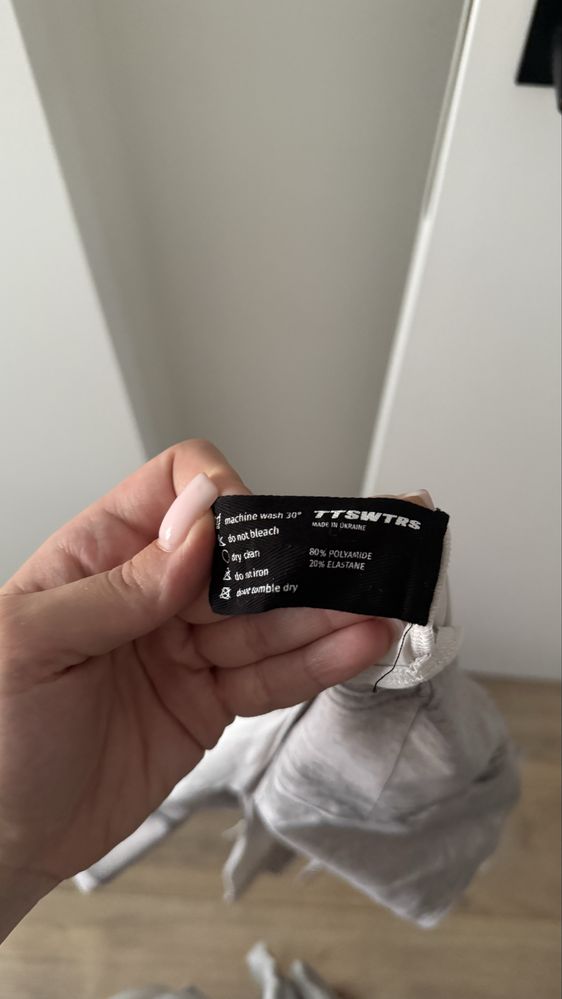 machine wash 30°
do not bleach
dry clean
do not iron
do not tumble dry
TTSWTRS
MADE IN UKRAINE
80% POLYAMIDE
20% ELASTANE